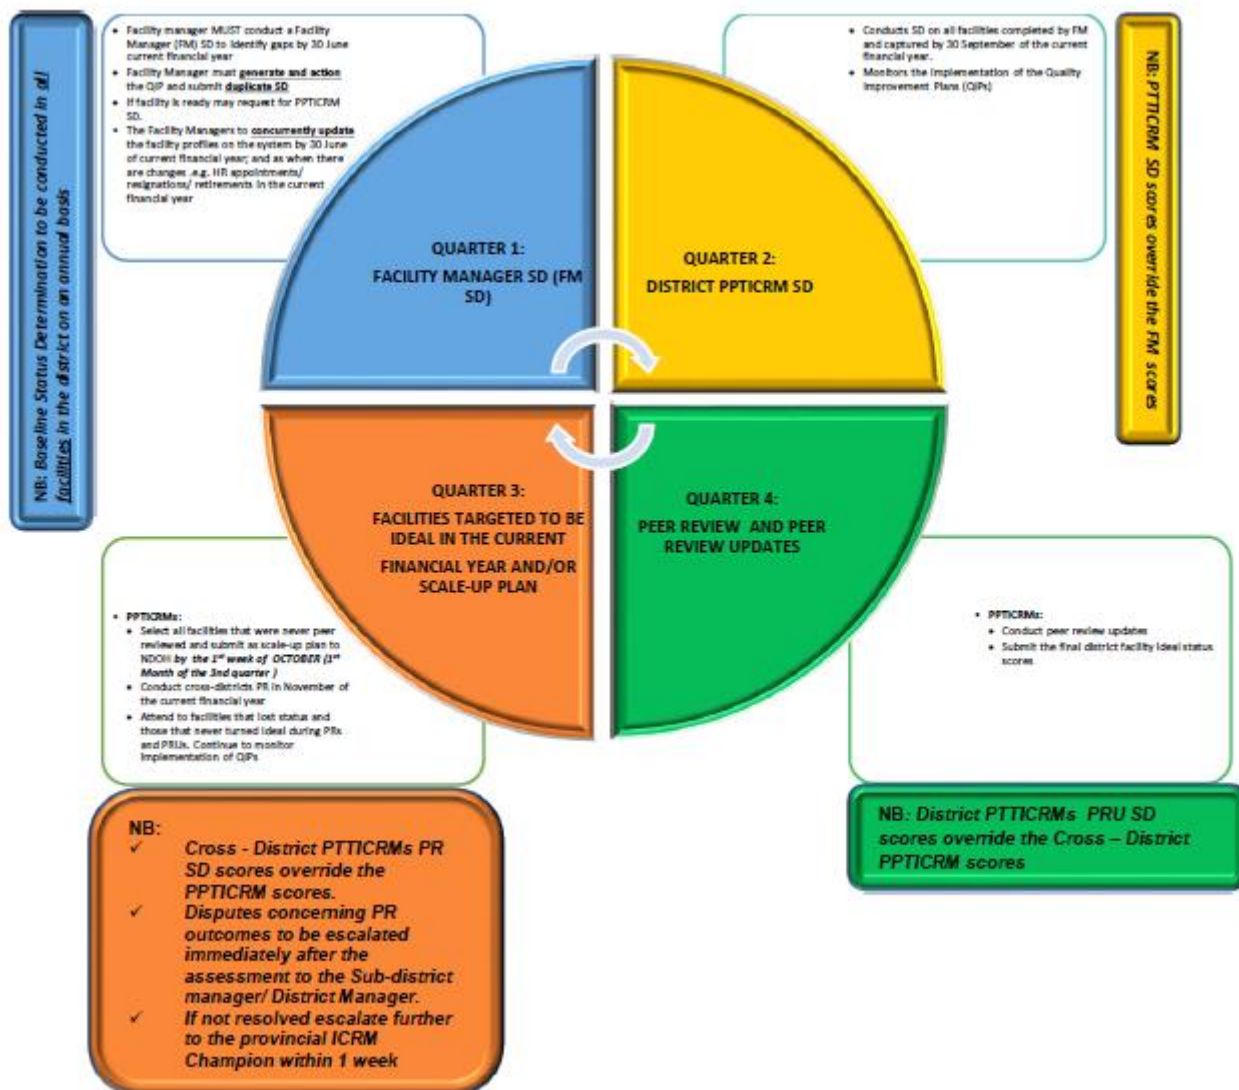 NB: Baseline Status Determination to be conducted in all
facilities in the district on an annual basis
• Facility manager MUST conduct a Facility
Manager (FM) SD to identify gaps by 30 June
current financial year
• Facility Manager must generate and action
the QIP and submit duplicate SD
• If facility is ready may request for PPTICRM
SD.
• The Facility Managers to concurrently update
the facility profiles on the system by 30 June
of current financial year; and as when there
are changes .e.g. HR appointments/
resignations/ retirements in the current
financial year
• Conducts SD on all facilities completed by FM
and captured by 30 September of the current
financial year.
• Monitors the implementation of the Quality
Improvement Plans (QIPs)
NB: PTTICRM SD scores override the FM scores
QUARTER 1:
FACILITY MANAGER SD (FM
SD)
QUARTER 2:
DISTRICT PPTICRM SD
QUARTER 3:
FACILITIES TARGETED TO BE
IDEAL IN THE CURRENT
FINANCIAL YEAR AND/OR
SCALE-UP PLAN
QUARTER 4:
PEER REVIEW AND PEER
REVIEW UPDATES
• PPTICRMs:
• Select all facilities that were never peer
reviewed and submit as scale-up plan to
NDOH by the 1st week of OCTOBER (1st
Month of the 3nd quarter )
• Conduct cross-districts PR in November of
the current financial year
• Attend to facilities that lost status and
those that never turned ideal during PRs
and PRUs. Continue to monitor
implementation of QIPs
• PPTICRMs:
• Conduct peer review updates
• Submit the final district facility ideal status
scores
NB:
✓ Cross - District PTTICRMs PR
SD scores override the
PPTICRM scores.
✓ Disputes concerning PR
outcomes to be escalated
immediately after the
assessment to the Sub-district
manager/ District Manager.
✓ If not resolved escalate further
to the provincial ICRM
Champion within 1 week
NB: District PTTICRMs PRU SD
scores override the Cross – District
PPTICRM scores